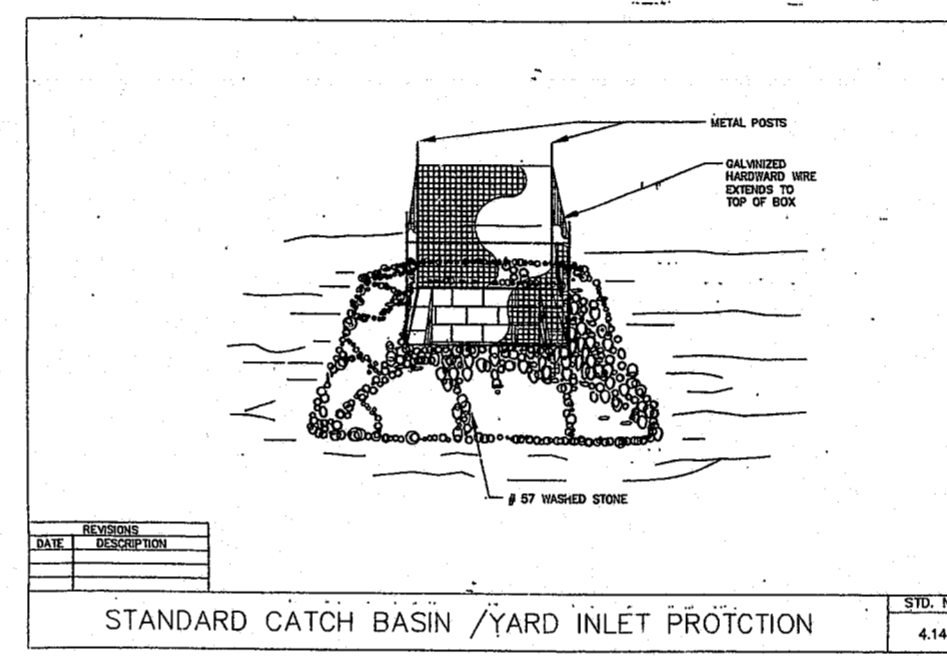 METAL POSTS
GALVINIZED
HARDWARD WIRE
EXTENDS TO
TOP OF BOX
# 57 WASHED STONE
REVISIONS
DATE DESCRIPTION
STANDARD CATCH BASIN /YARD INLET PROTCTION
STD. N
4.14